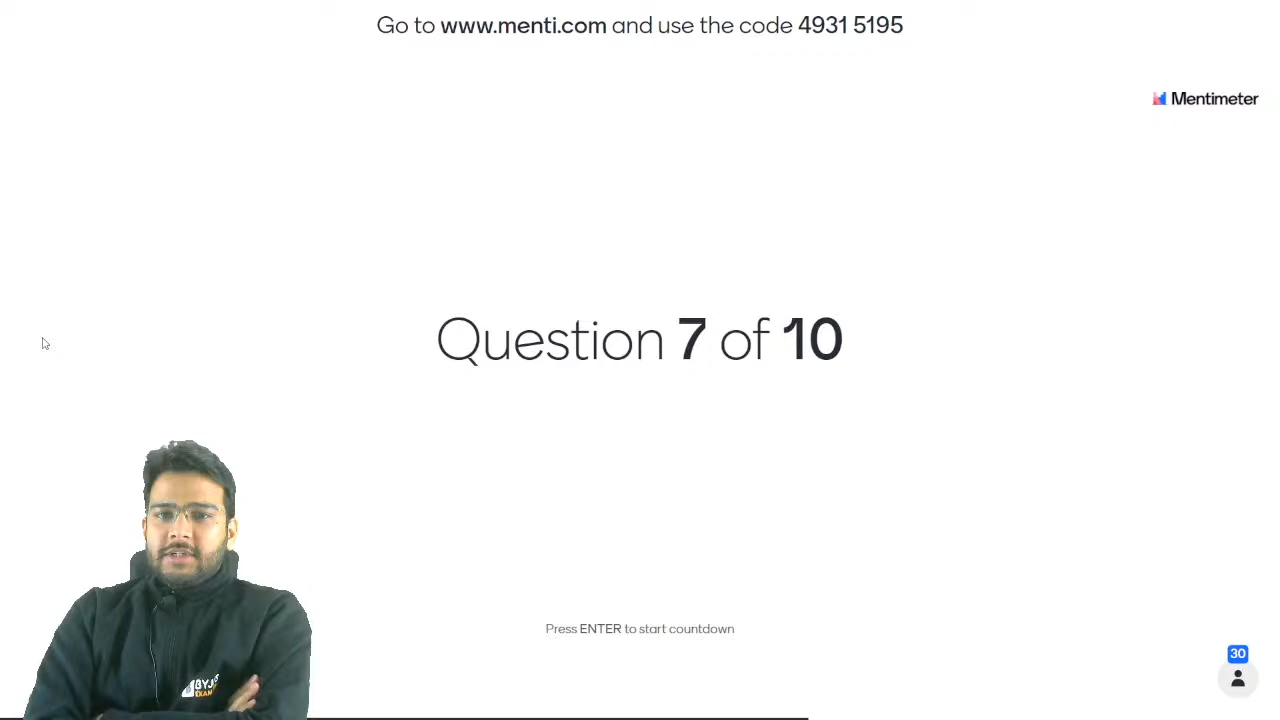 Go to www.menti.com and use the code 4931 5195
Mentimeter
Question 7 of 10
Press ENTER to start countdown
30